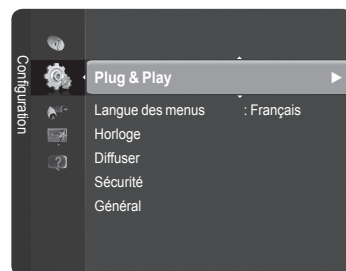 Configuration
Plug & Play
Langue des menus : Français
Horloge
Diffuser
Sécurité
Général